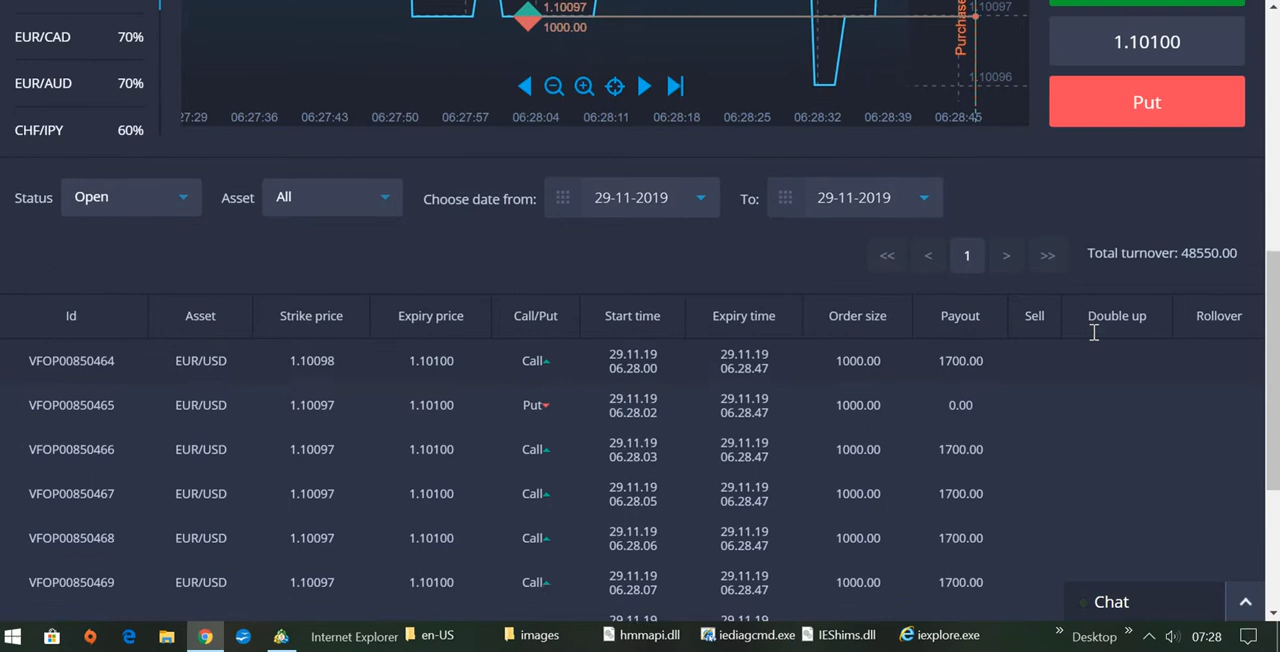 1.10097
1000.00
Purchase
1.10097
1.10096
EUR/CAD 70%
EUR/AUD 70%
CHF/JPY 60%
1.10100
Put
27:29 06:27:36 06:27:43 06:27:50 06:27:57 06:28:04 06:28:11 06:28:18 06:28:25 06:28:32 06:28:39 06:28:45
Status Open Asset All Choose date from: 29-11-2019 To: 29-11-2019
<< < 1 > >> Total turnover: 48550.00
Id Asset Strike price Expiry price Call/Put Start time Expiry time Order size Payout Sell Double up Rollover
VFOP00850464 EUR/USD 1.10098 1.10100 Call 29.11.19 06.28.00 29.11.19 06.28.47 1000.00 1700.00
VFOP00850465 EUR/USD 1.10097 1.10100 Put 29.11.19 06.28.02 29.11.19 06.28.47 1000.00 0.00
VFOP00850466 EUR/USD 1.10097 1.10100 Call 29.11.19 06.28.03 29.11.19 06.28.47 1000.00 1700.00
VFOP00850467 EUR/USD 1.10097 1.10100 Call 29.11.19 06.28.05 29.11.19 06.28.47 1000.00 1700.00
VFOP00850468 EUR/USD 1.10097 1.10100 Call 29.11.19 06.28.06 29.11.19 06.28.47 1000.00 1700.00
VFOP00850469 EUR/USD 1.10097 1.10100 Call 29.11.19 06.28.07 29.11.19 06.28.47 1000.00 1700.00
Chat
Internet Explorer en-US images hmmapi.dll iediagcmd.exe IEShims.dll iexplore.exe Desktop 07:28